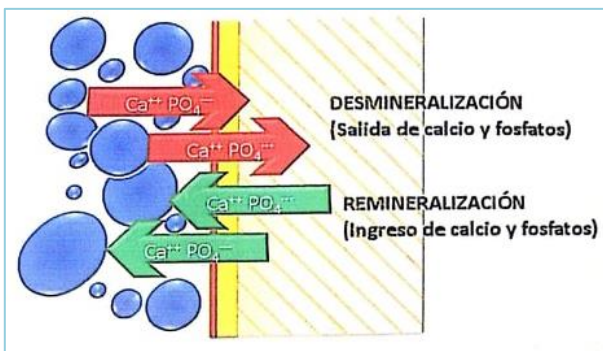 Ca⁺⁺ PO₄⁻⁻⁻
DESMINERALIZACIÓN
(Salida de calcio y fosfatos)
Ca⁺⁺ PO₄⁻⁻⁻
Ca⁺⁺ PO₄⁻⁻⁻
REMINERALIZACIÓN
(Ingreso de calcio y fosfatos)
Ca⁺⁺ PO₄⁻⁻⁻